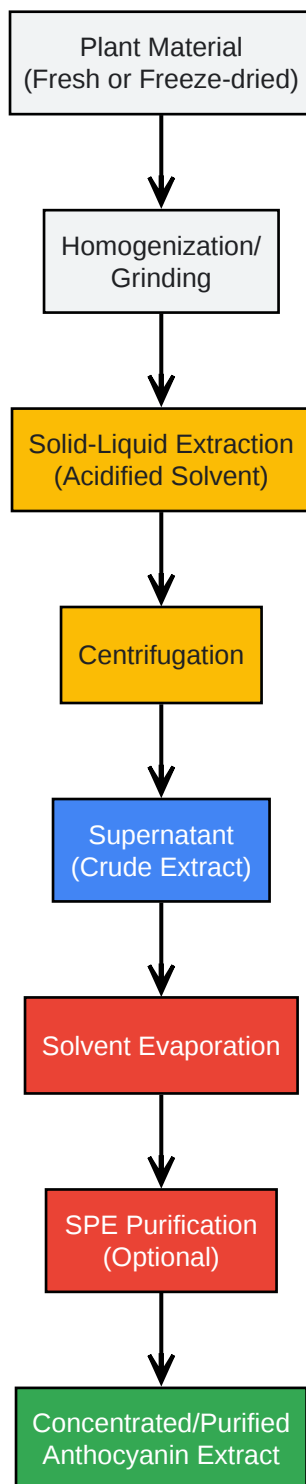 Plant Material
(Fresh or Freeze-dried)
Homogenization/
Grinding
Solid-Liquid Extraction
(Acidified Solvent)
Centrifugation
Supernatant
(Crude Extract)
Solvent Evaporation
SPE Purification
(Optional)
Concentrated/Purified
Anthocyanin Extract